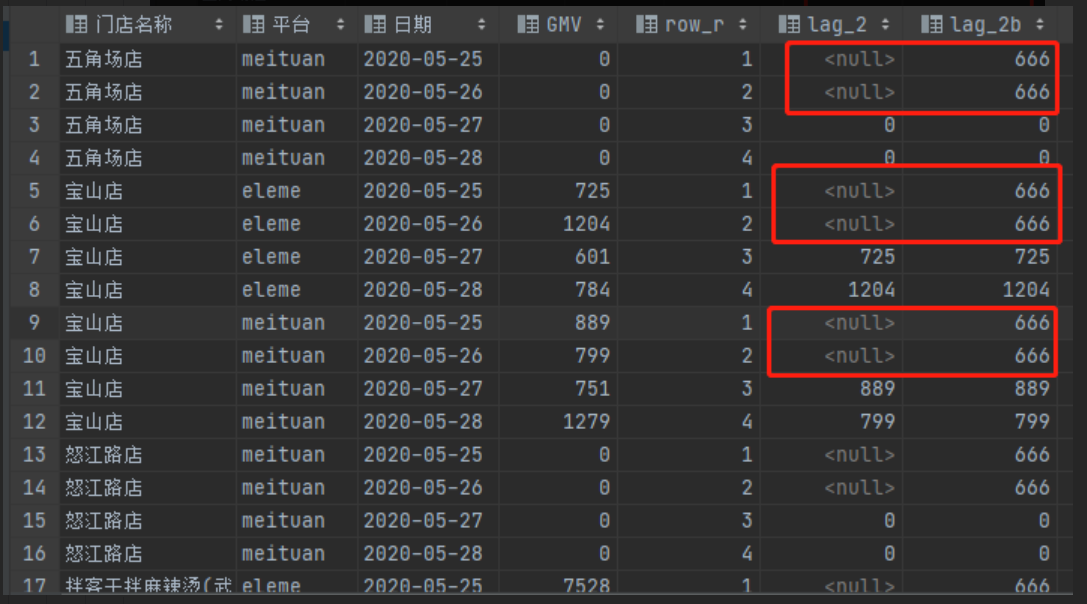 门店名称 平台 日期 GMV row_r lag_2 lag_2b
1 五角场店 meituan 2020-05-25 0 1 <null> 666
2 五角场店 meituan 2020-05-26 0 2 <null> 666
3 五角场店 meituan 2020-05-27 0 3 0 0
4 五角场店 meituan 2020-05-28 0 4 0 0
5 宝山店 eleme 2020-05-25 725 1 <null> 666
6 宝山店 eleme 2020-05-26 1204 2 <null> 666
7 宝山店 eleme 2020-05-27 601 3 725 725
8 宝山店 eleme 2020-05-28 784 4 1204 1204
9 宝山店 meituan 2020-05-25 889 1 <null> 666
10 宝山店 meituan 2020-05-26 799 2 <null> 666
11 宝山店 meituan 2020-05-27 751 3 889 889
12 宝山店 meituan 2020-05-28 1279 4 799 799
13 怒江路店 meituan 2020-05-25 0 1 <null> 666
14 怒江路店 meituan 2020-05-26 0 2 <null> 666
15 怒江路店 meituan 2020-05-27 0 3 0 0
16 怒江路店 meituan 2020-05-28 0 4 0 0
17 拌客干拌麻辣烫(武 eleme 2020-05-25 7528 1 <null> 666